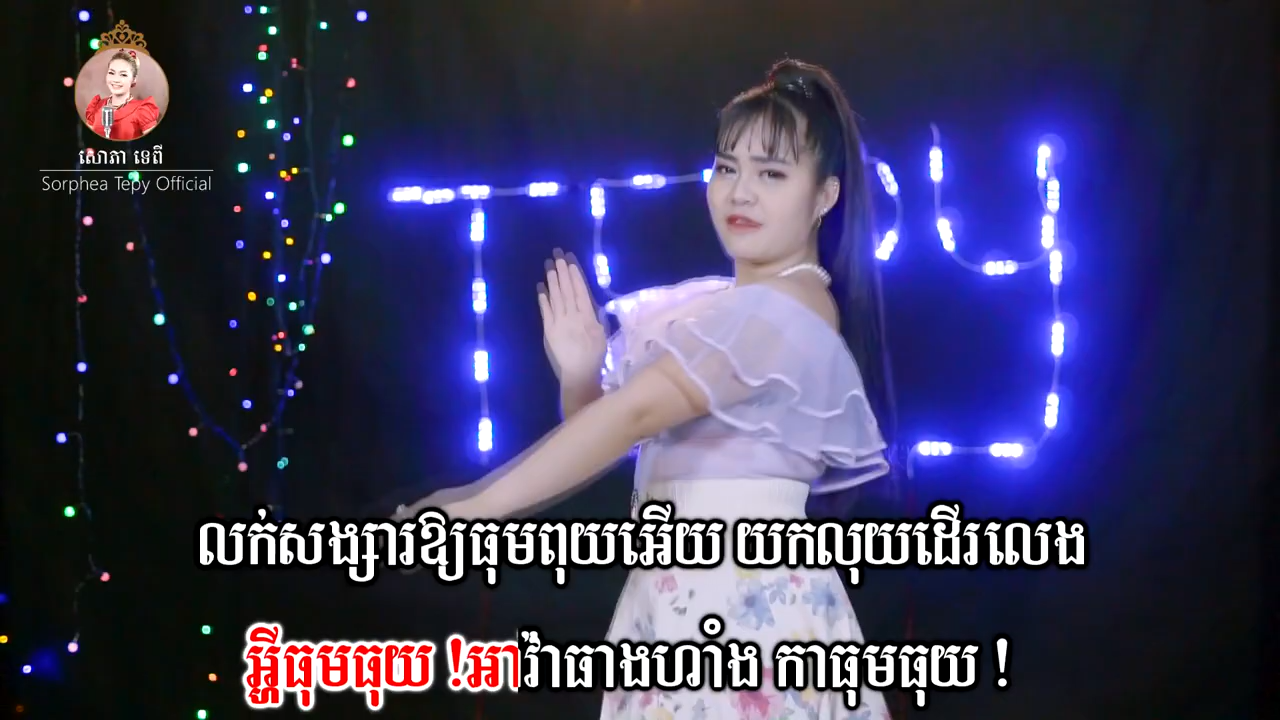 សោភា ទេពី
Sorphea Tepy Official
TEPY
លក់សង្សារឱ្យធុមពុយអើយ យកលុយដើរលេង
អ្ហឺធុមធុយ !អាវ៉ាធាងហាំង កាធុមធុយ !